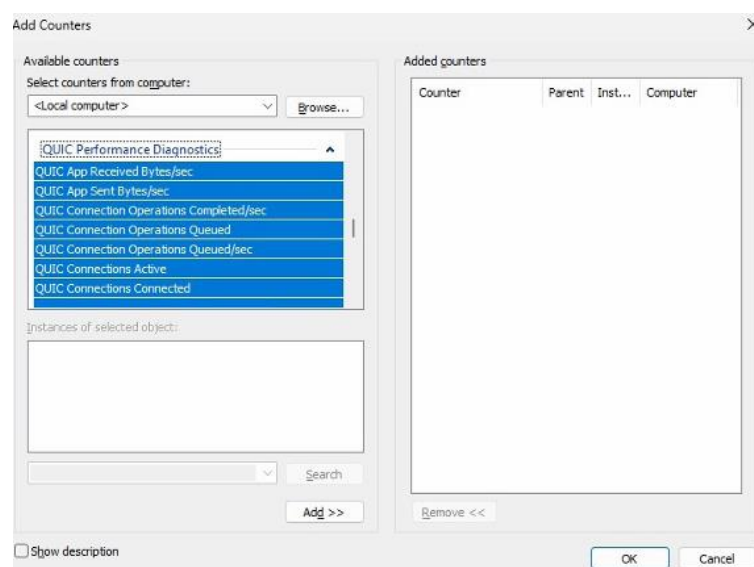 Add Counters
Available counters
Select counters from computer:
<Local computer>
Browse...
QUIC Performance Diagnostics
QUIC App Received Bytes/sec
QUIC App Sent Bytes/sec
QUIC Connection Operations Completed/sec
QUIC Connection Operations Queued
QUIC Connection Operations Queued/sec
QUIC Connections Active
QUIC Connections Connected
Instances of selected object:
Search
Add >>
Show description
Added counters
Counter Parent Inst... Computer
Remove <<
OK Cancel